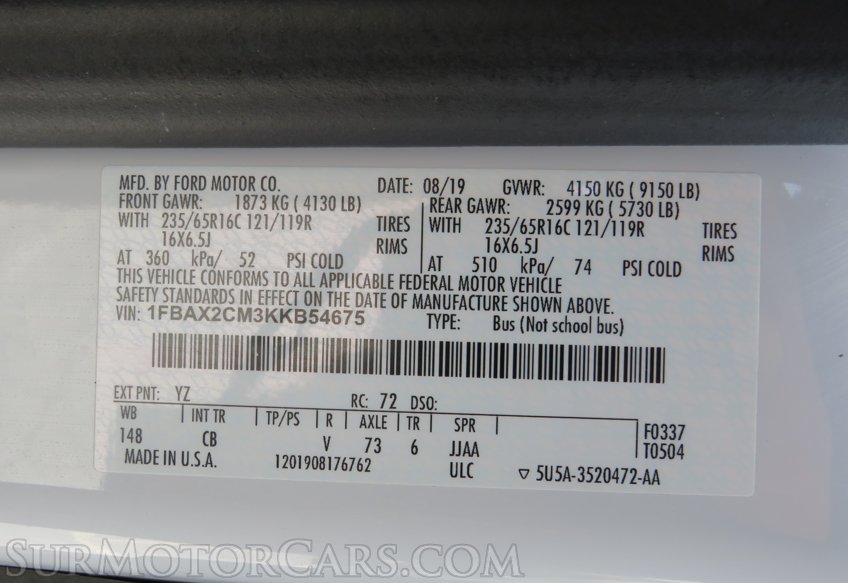 MFD. BY FORD MOTOR CO. DATE: 08/19 GVWR: 4150 KG ( 9150 LB)
FRONT GAWR: 1873 KG ( 4130 LB) REAR GAWR: 2599 KG ( 5730 LB)
WITH 235/65R16C 121/119R TIRES WITH 235/65R16C 121/119R TIRES
16X6.5J RIMS 16X6.5J RIMS
AT 360 kPa/ 52 PSI COLD AT 510 kPa/ 74 PSI COLD
THIS VEHICLE CONFORMS TO ALL APPLICABLE FEDERAL MOTOR VEHICLE
SAFETY STANDARDS IN EFFECT ON THE DATE OF MANUFACTURE SHOWN ABOVE.
VIN: 1FBAX2CM3KKB54675 TYPE: Bus (Not school bus)
EXT PNT: YZ RC: 72 DSO:
WB INT TR TP/PS R AXLE TR SPR F0337
148 CB V 73 6 JJAA T0504
MADE IN U.S.A. 1201908176762 ULC ▽ 5U5A-3520472-AA
SurMotorCars.com